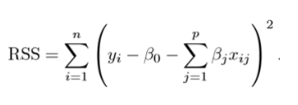 RSS = \sum_{i=1}^{n} \left( y_i - \beta_0 - \sum_{j=1}^{p} \beta_j x_{ij} \right)^2 .